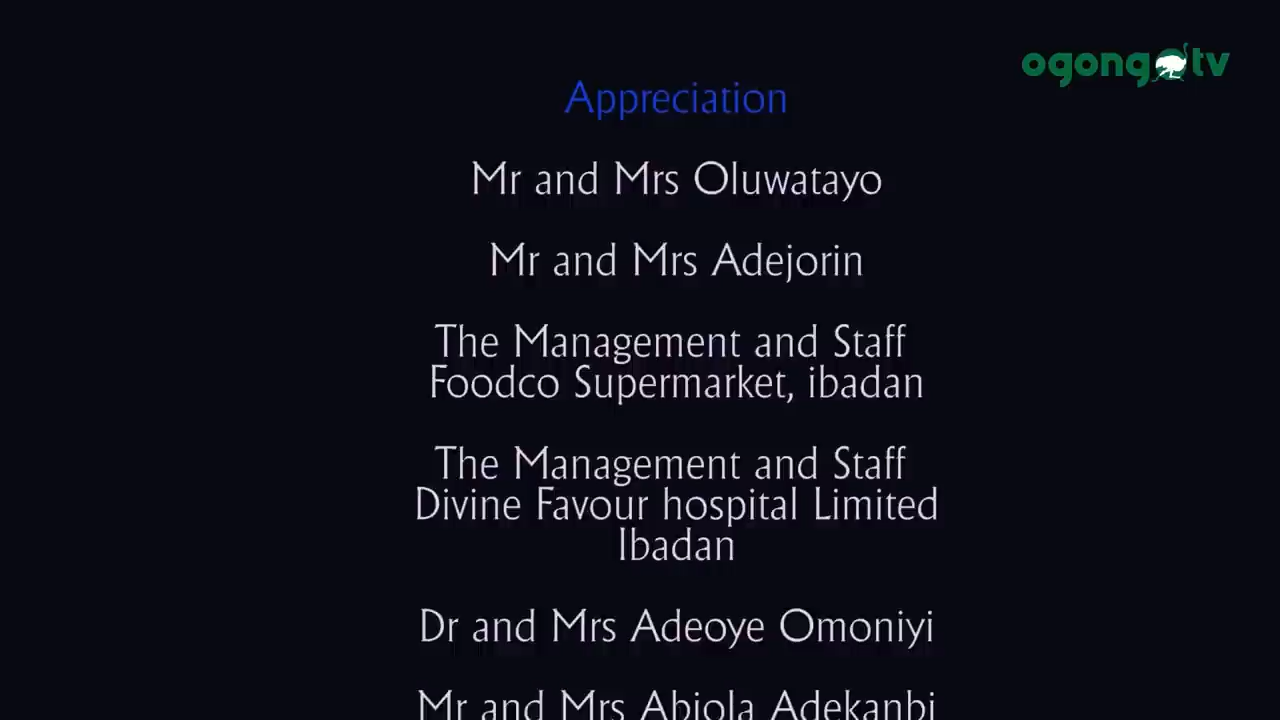 ogongotv
Appreciation
Mr and Mrs Oluwatayo
Mr and Mrs Adejorin
The Management and Staff
Foodco Supermarket, ibadan
The Management and Staff
Divine Favour hospital Limited
Ibadan
Dr and Mrs Adeoye Omoniyi
Mr and Mrs Abiola Adekanbi